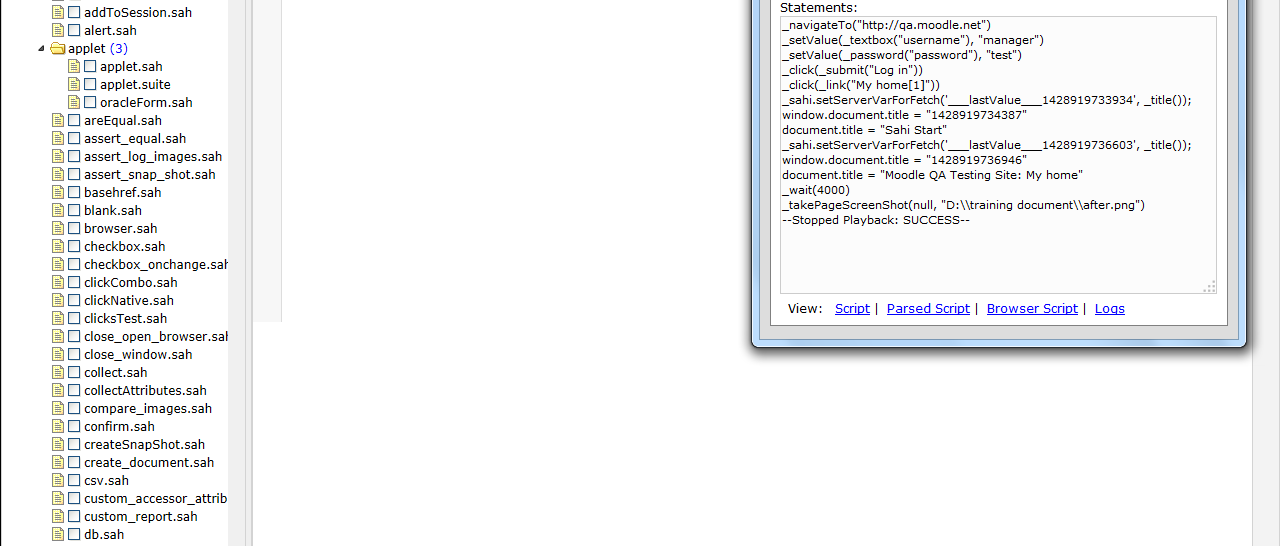 addToSession.sah
alert.sah
applet (3)
applet.sah
applet.suite
oracleForm.sah
areEqual.sah
assert_equal.sah
assert_log_images.sah
assert_snap_shot.sah
basehref.sah
blank.sah
browser.sah
checkbox.sah
checkbox_onchange.sah
clickCombo.sah
clickNative.sah
clicksTest.sah
close_open_browser.sah
close_window.sah
collect.sah
collectAttributes.sah
compare_images.sah
confirm.sah
createSnapShot.sah
create_document.sah
csv.sah
custom_accessor_attrib
custom_report.sah
db.sah
Statements:
_navigateTo("http://qa.moodle.net")
_setValue(_textbox("username"), "manager")
_setValue(_password("password"), "test")
_click(_submit("Log in"))
_click(_link("My home[1]"))
_sahi.setServerVarForFetch('___lastValue___1428919733934', _title());
window.document.title = "1428919734387"
document.title = "Sahi Start"
_sahi.setServerVarForFetch('___lastValue___1428919736603', _title());
window.document.title = "1428919736946"
document.title = "Moodle QA Testing Site: My home"
_wait(4000)
_takePageScreenShot(null, "D:\\training document\\after.png")
--Stopped Playback: SUCCESS--
View: Script | Parsed Script | Browser Script | Logs